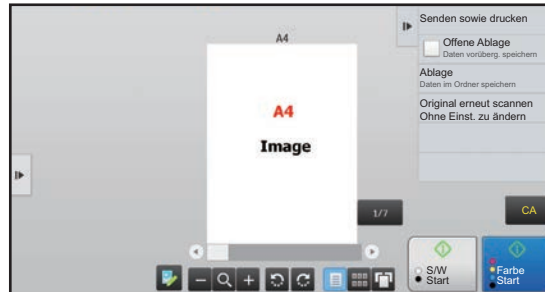 A4
A4
Image
1/7
Senden sowie drucken
Offene Ablage
Daten vorüberg. speichern
Ablage
Daten im Ordner speichern
Original erneut scannen
Ohne Einst. zu ändern
CA
S/W
Start
Farbe
Start